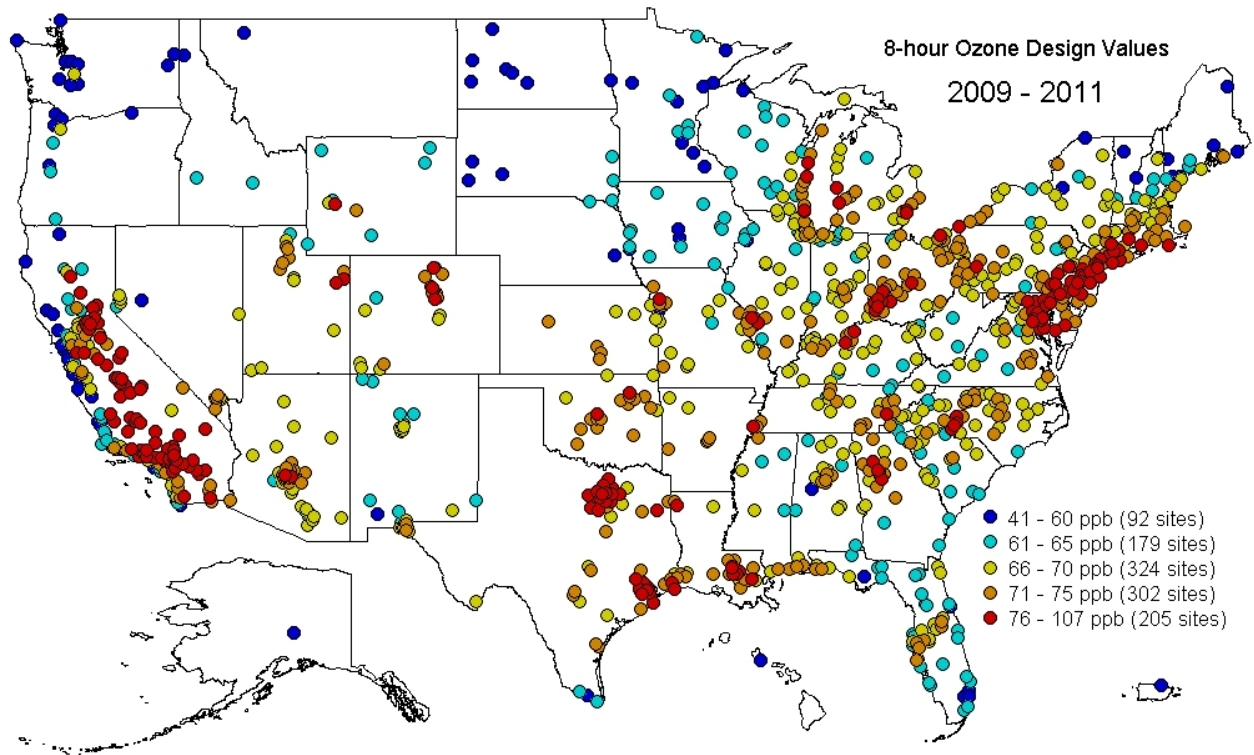 8-hour Ozone Design Values
2009 - 2011
41 - 60 ppb (92 sites)
61 - 65 ppb (179 sites)
66 - 70 ppb (324 sites)
71 - 75 ppb (302 sites)
76 - 107 ppb (205 sites)